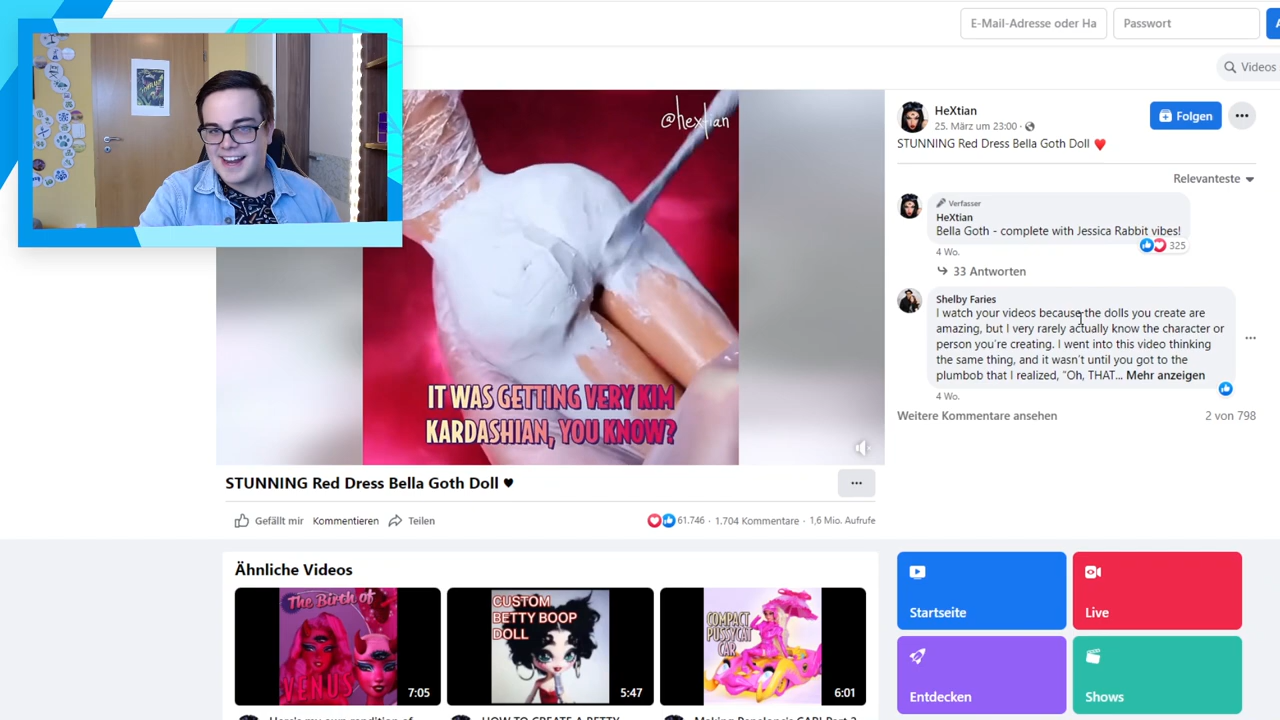 E-Mail-Adresse oder Ha
Passwort
Videos
@hextian
IT WAS GETTING VERY KIM
KARDASHIAN, YOU KNOW?
HeXtian
Folgen
25. März um 23:00 ·
STUNNING Red Dress Bella Goth Doll ❤️
Relevanteste
Verfasser
HeXtian
Bella Goth - complete with Jessica Rabbit vibes!
325
4 Wo.
33 Antworten
Shelby Faries
I watch your videos because the dolls you create are
amazing, but I very rarely actually know the character or
person you're creating. I went into this video thinking
the same thing, and it wasn't until you got to the
plumbob that I realized, "Oh, THAT... Mehr anzeigen
4 Wo.
Weitere Kommentare ansehen
2 von 798
STUNNING Red Dress Bella Goth Doll ♥
Gefällt mir
Kommentieren
Teilen
61.746 · 1.704 Kommentare · 1,6 Mio. Aufrufe
Ähnliche Videos
The Birth of
VENUS
7:05
CUSTOM
BETTY BOOP
DOLL
5:47
COMPACT
PUSSYCAT
CAR
6:01
Startseite
Live
Entdecken
Shows